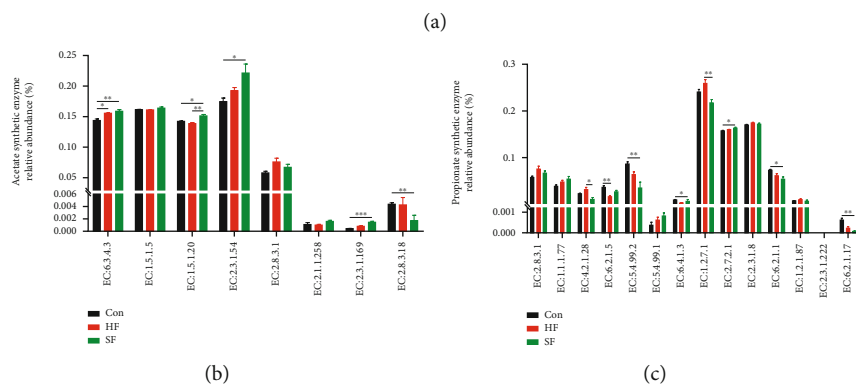 (a)
Acetate synthetic enzyme
relative abundance (%)
0.25
0.20
0.15
0.10
0.05
0.006
0.004
0.002
0.000
**
*
*
**
*
***
**
EC:6.3.4.3
EC:1.5.1.5
EC:1.5.1.20
EC:2.3.1.54
EC:2.8.3.1
EC:2.1.1.258
EC:2.3.1.169
EC:2.8.3.18
Con
HF
SF
(b)
Propionate synthetic enzyme
relative abundance (%)
0.3
0.2
0.1
0.001
0.000
*
**
**
*
**
*
*
**
EC:2.8.3.1
EC:1.1.1.77
EC:4.2.1.28
EC:6.2.1.5
EC:5.4.99.2
EC:5.4.99.1
EC:6.4.1.3
EC:1.2.7.1
EC:2.7.2.1
EC:2.3.1.8
EC:6.2.1.1
EC:1.2.1.87
EC:2.3.1.222
EC:6.2.1.17
Con
HF
SF
(c)